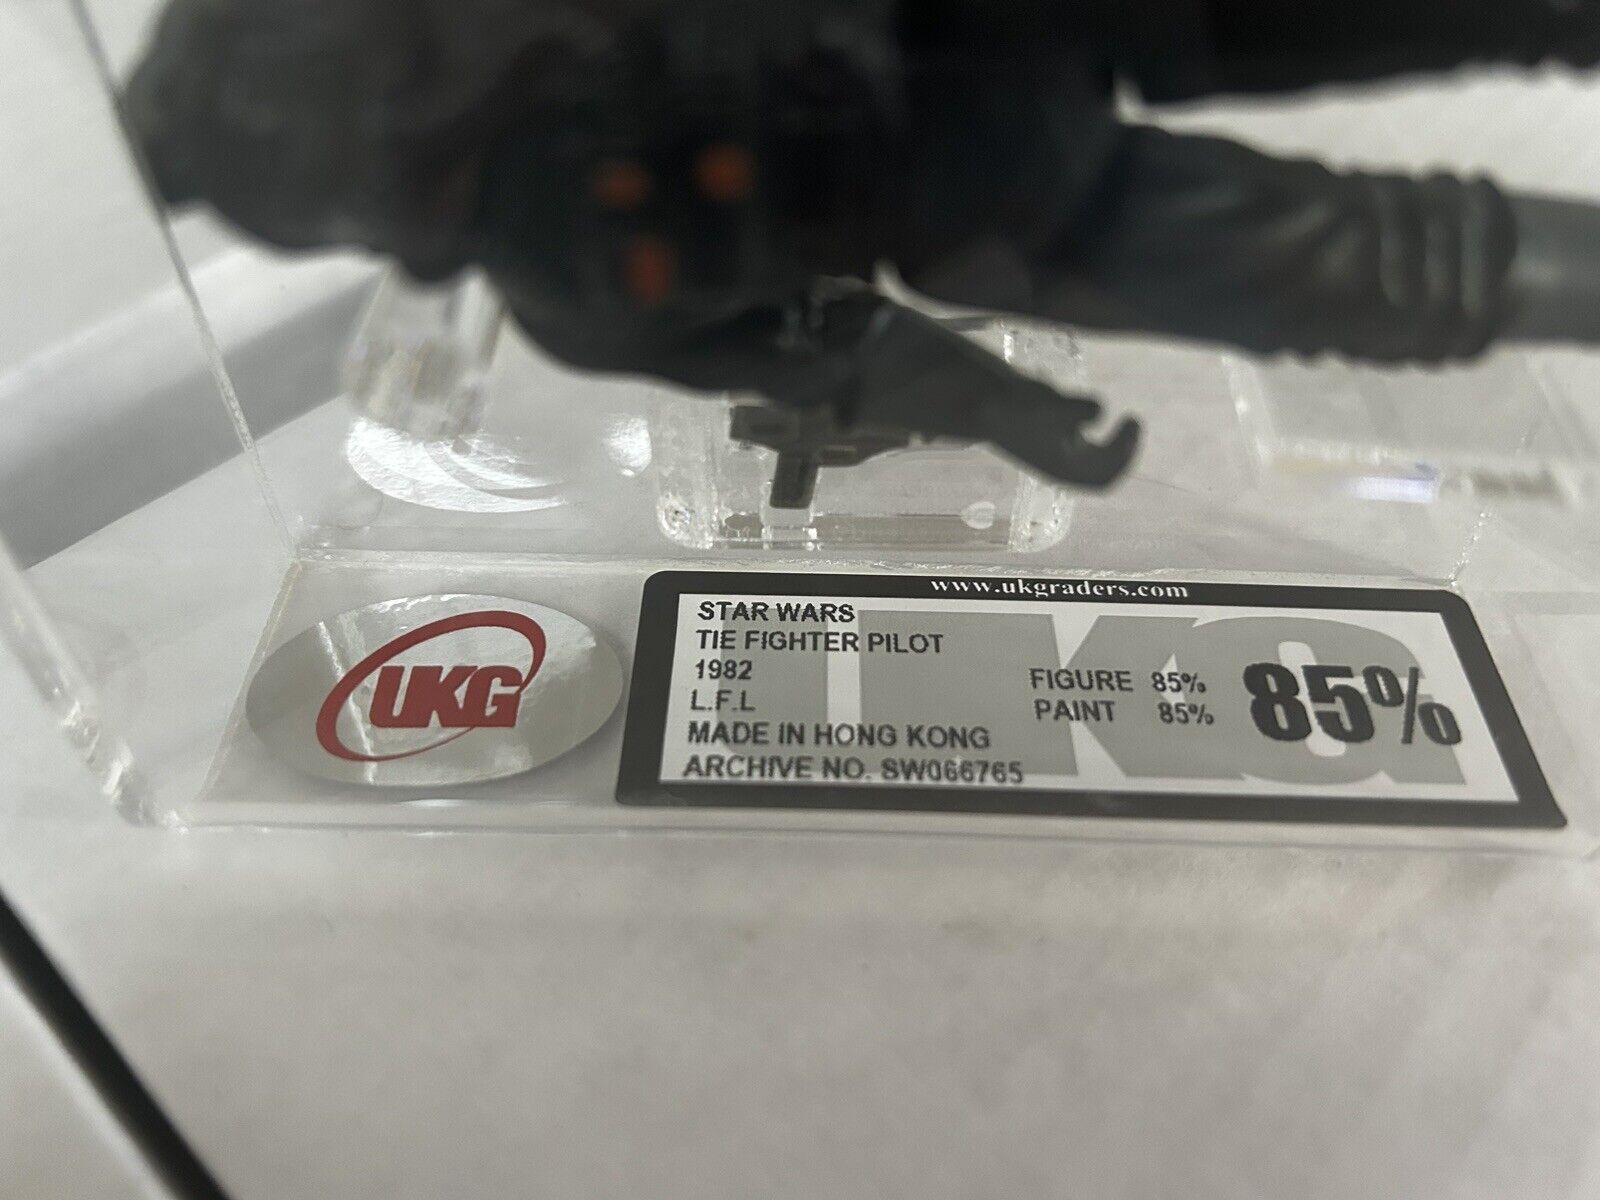 www.ukgraders.com
STAR WARS
TIE FIGHTER PILOT
1982
L.F.L
MADE IN HONG KONG
ARCHIVE NO. SW066765
FIGURE 85%
PAINT 85%
85%
UKG
UKG